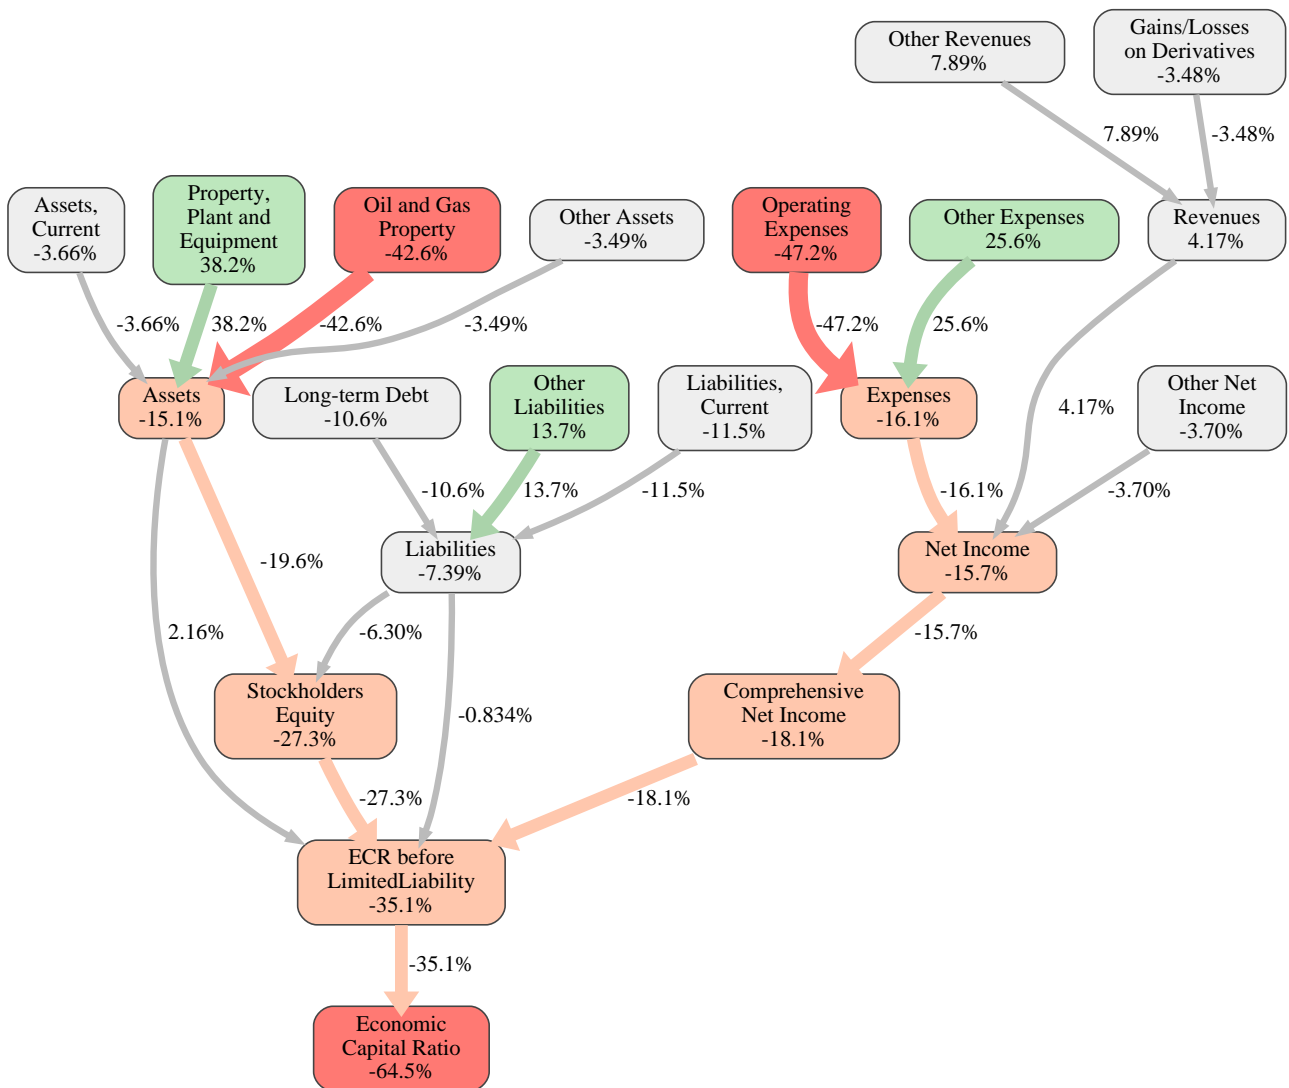 Other Revenues
7.89%
Gains/Losses
on Derivatives
-3.48%
7.89%
-3.48%
Assets,
Current
-3.66%
Property,
Plant and
Equipment
38.2%
Oil and Gas
Property
-42.6%
Other Assets
-3.49%
Operating
Expenses
-47.2%
Other Expenses
25.6%
Revenues
4.17%
-3.66%
38.2%
-42.6%
-3.49%
-47.2%
25.6%
Assets
-15.1%
Long-term Debt
-10.6%
Other
Liabilities
13.7%
Liabilities,
Current
-11.5%
Expenses
-16.1%
4.17%
Other Net
Income
-3.70%
-10.6%
13.7%
-11.5%
-16.1%
-3.70%
-19.6%
Liabilities
-7.39%
Net Income
-15.7%
2.16%
-6.30%
-15.7%
Stockholders
Equity
-27.3%
-0.834%
Comprehensive
Net Income
-18.1%
-27.3%
-18.1%
ECR before
LimitedLiability
-35.1%
-35.1%
Economic
Capital Ratio
-64.5%